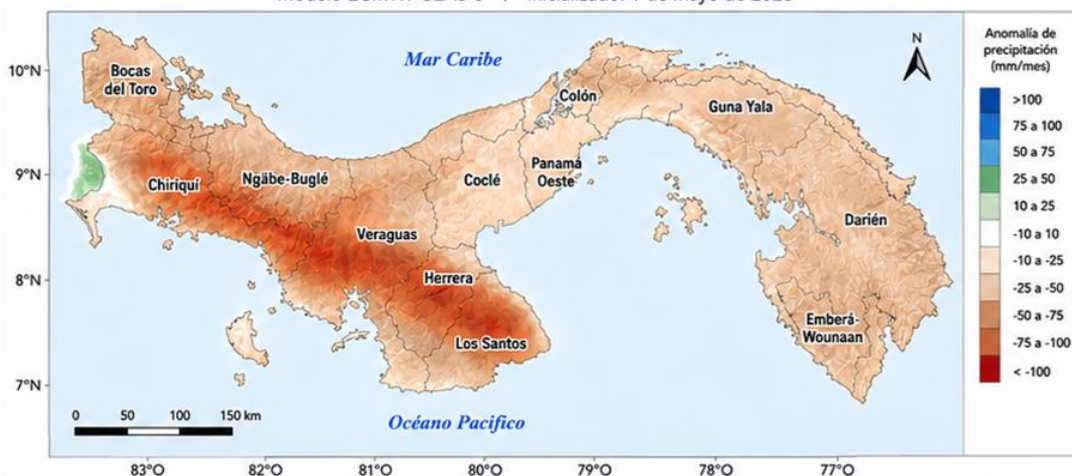 Mar Caribe
N
Anomalía de
precipitación
(mm/mes)
>100
75 a 100
50 a 75
25 a 50
10 a 25
-10 a 10
-10 a -25
-25 a -50
-50 a -75
-75 a -100
< -100
10°N
9°N
8°N
7°N
Bocas
del Toro
Colón
Guna Yala
Chiriquí
Ngäbe-Buglé
Coclé
Panamá
Oeste
Veraguas
Darién
Herrera
Los Santos
Emberá-
Wounaan
0 50 100 150 km
Océano Pacifico
83°O 82°O 81°O 80°O 79°O 78°O 77°O